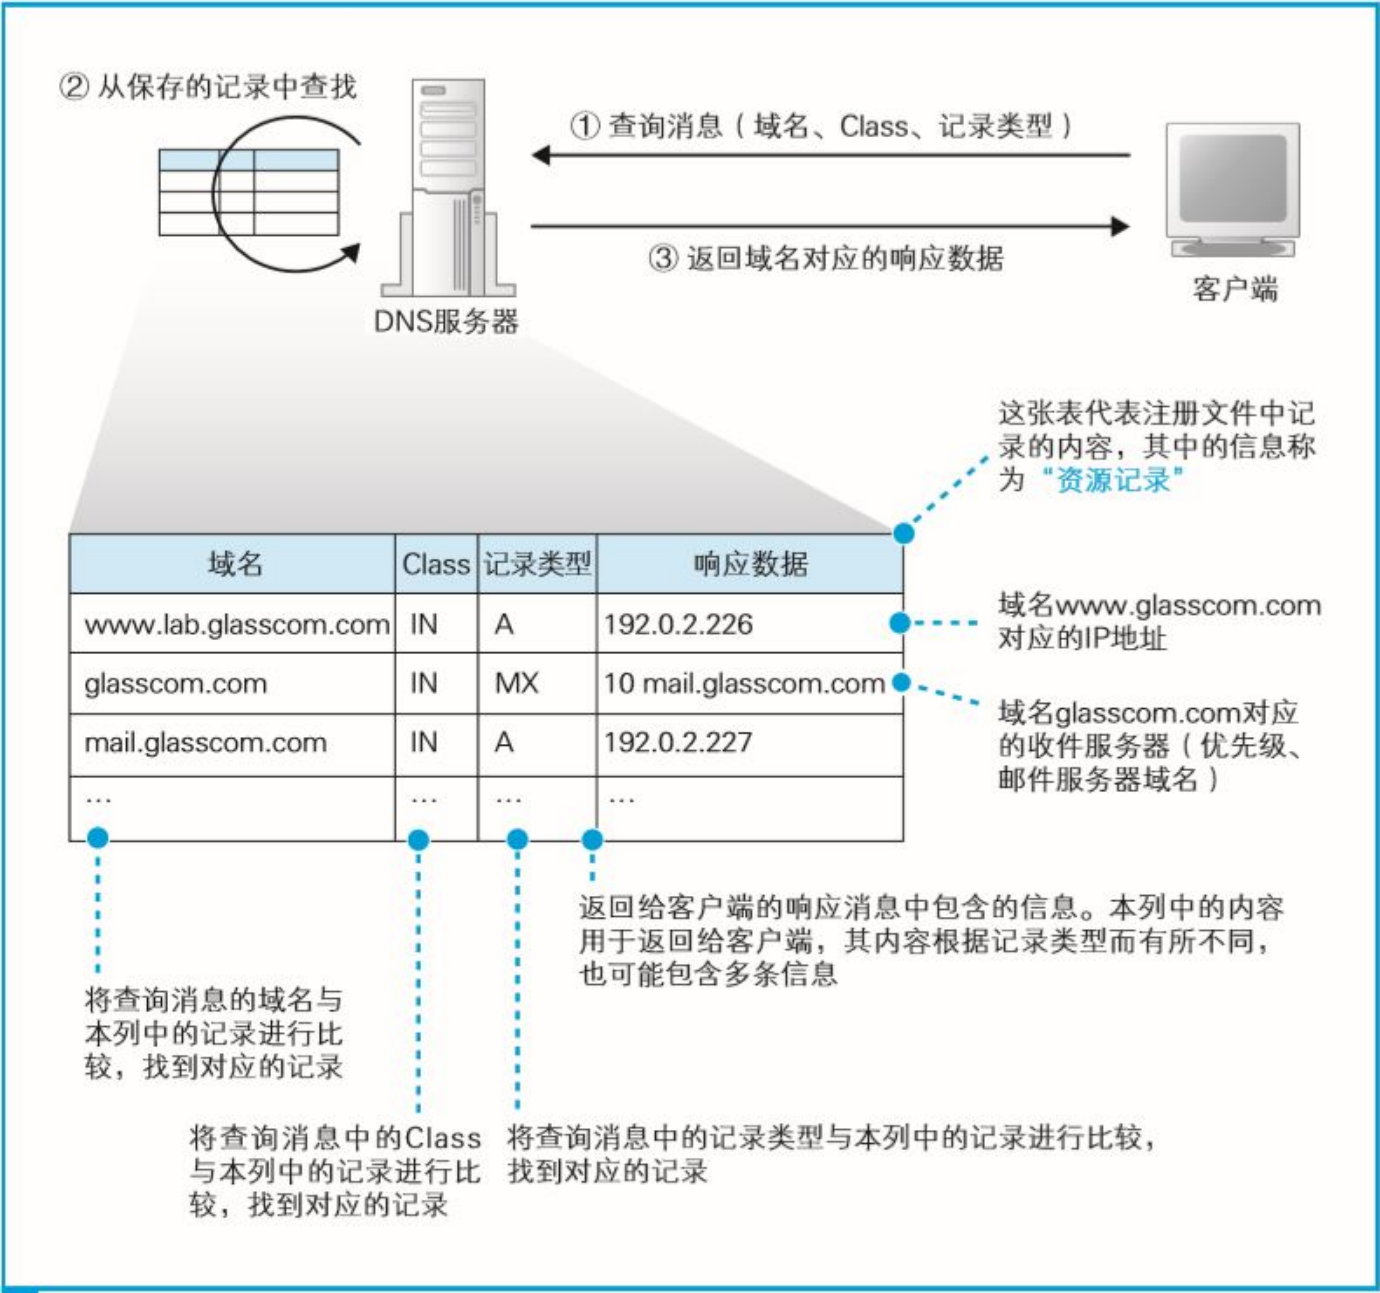 ② 从保存的记录中查找
① 查询消息（域名、Class、记录类型）
③ 返回域名对应的响应数据
DNS服务器
客户端
这张表代表注册文件中记
录的内容，其中的信息称
为“资源记录”
域名 Class 记录类型 响应数据
www.lab.glasscom.com IN A 192.0.2.226
glasscom.com IN MX 10 mail.glasscom.com
mail.glasscom.com IN A 192.0.2.227
… … … …
域名www.glasscom.com
对应的IP地址
域名glasscom.com对应
的收件服务器（优先级、
邮件服务器域名）
返回给客户端的响应消息中包含的信息。本列中的内容
用于返回给客户端，其内容根据记录类型而有所不同，
也可能包含多条信息
将查询消息的域名与
本列中的记录进行比
较，找到对应的记录
将查询消息中的Class
与本列中的记录进行比
较，找到对应的记录
将查询消息中的记录类型与本列中的记录进行比较，
找到对应的记录